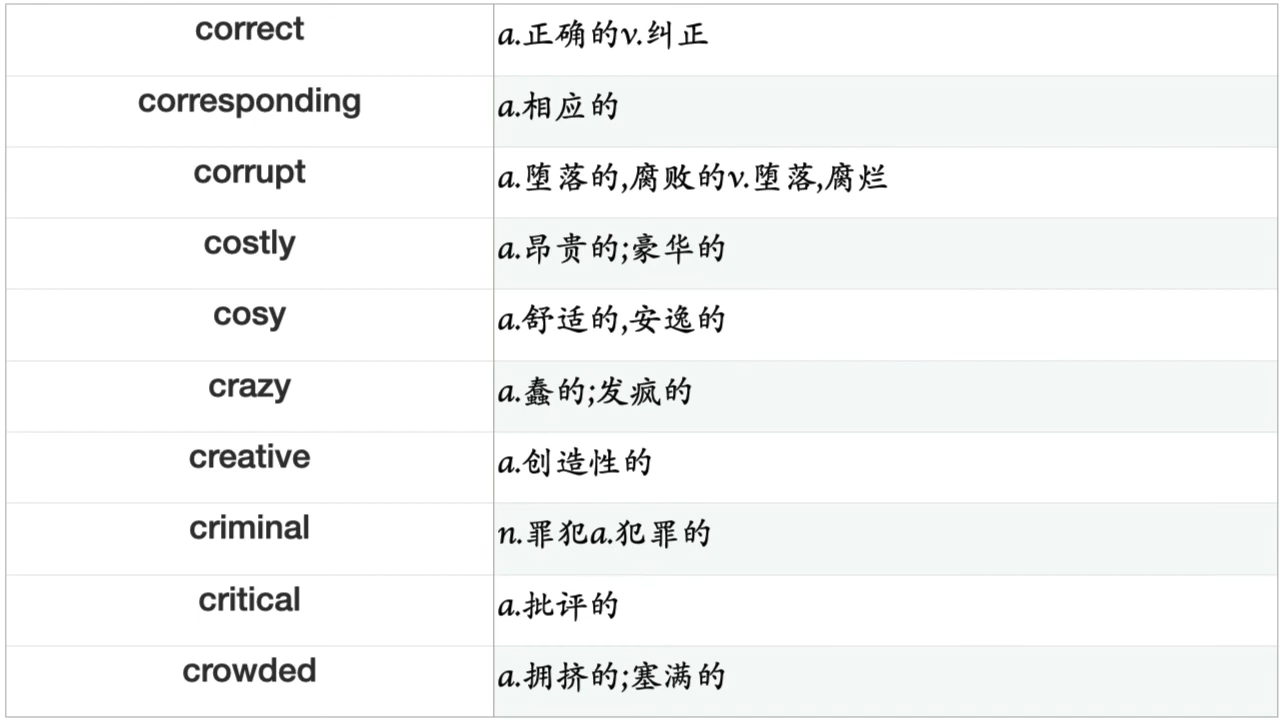 correct a.正确的v.纠正
corresponding a.相应的
corrupt a.堕落的,腐败的v.堕落,腐烂
costly a.昂贵的;豪华的
cosy a.舒适的,安逸的
crazy a.蠢的;发疯的
creative a.创造性的
criminal n.罪犯a.犯罪的
critical a.批评的
crowded a.拥挤的;塞满的